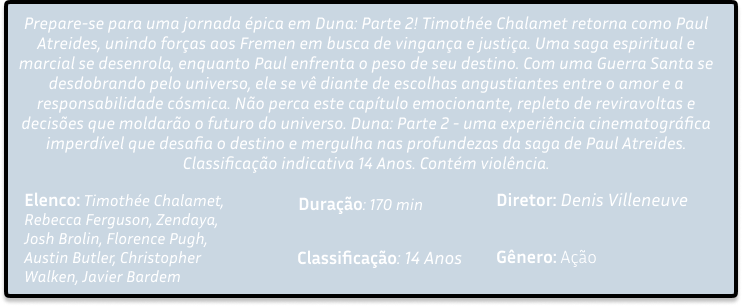 Prepare-se para uma jornada épica em Duna: Parte 2! Timothée Chalamet retorna como Paul
Atreides, unindo forças aos Fremen em busca de vingança e justiça. Uma saga espiritual e
marcial se desenrola, enquanto Paul enfrenta o peso de seu destino. Com uma Guerra Santa se
desdobrando pelo universo, ele se vê diante de escolhas angustiantes entre o amor e a
responsabilidade cósmica. Não perca este capítulo emocionante, repleto de reviravoltas e
decisões que moldarão o futuro do universo. Duna: Parte 2 - uma experiência cinematográfica
imperdível que desafia o destino e mergulha nas profundezas da saga de Paul Atreides.
Classificação indicativa 14 Anos. Contém violência.
Elenco: Timothée Chalamet,
Rebecca Ferguson, Zendaya,
Josh Brolin, Florence Pugh,
Austin Butler, Christopher
Walken, Javier Bardem
Duração: 170 min
Classificação: 14 Anos
Diretor: Denis Villeneuve
Gênero: Ação